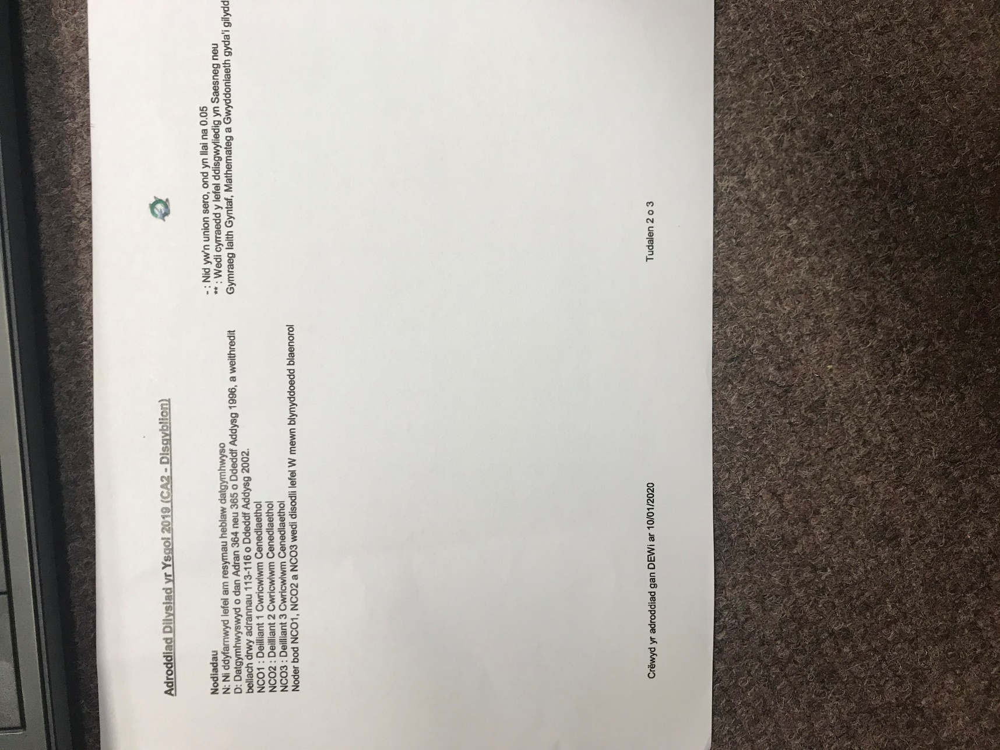 Adroddiad Dilysiad yr Ysgol 2019 (CA2 - Disgyblion)
Nodiadau
N: Ni ddyfarnwyd lefel am resymau heblaw datgymhwyso
D: Datgymhwyswyd o dan Adran 364 neu 365 o Ddeddf Addysg 1996, a weithredit
bellach drwy adrannau 113-116 o Ddeddf Addysg 2002.
NCO1 : Deilliant 1 Cwricwlwm Cenedlaethol
NCO2 : Deilliant 2 Cwricwlwm Cenedlaethol
NCO3 : Deilliant 3 Cwricwlwm Cenedlaethol
Noder bod NCO1, NCO2 a NCO3 wedi disodli lefel W mewn blynyddoedd blaenorol
- : Nid yw'n union sero, ond yn llai na 0.05
** : Wedi cyrraedd y lefel ddisgwyliedig yn Saesneg neu
Gymraeg Iaith Gyntaf, Mathemateg a Gwyddoniaeth gyda'i gilydd
Crëwyd yr adroddiad gan DEWi ar 10/01/2020
Tudalen 2 o 3